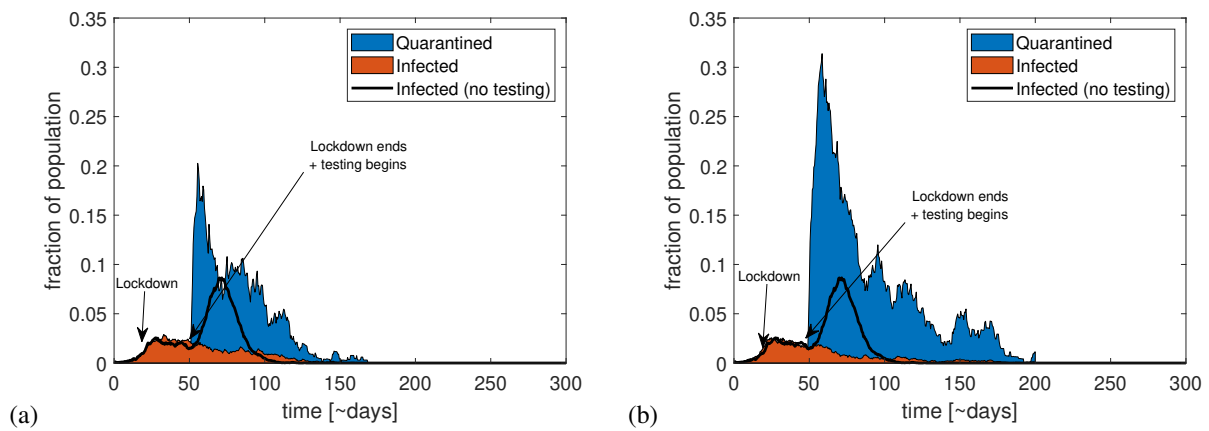 0.35
0.3
0.25
0.2
0.15
0.1
0.05
0
fraction of population
Quarantined
Infected
Infected (no testing)
Lockdown ends
+ testing begins
Lockdown
0 50 100 150 200 250 300
time [~days]
(a)
0.35
0.3
0.25
0.2
0.15
0.1
0.05
0
fraction of population
Quarantined
Infected
Infected (no testing)
Lockdown ends
+ testing begins
Lockdown
0 50 100 150 200 250 300
time [~days]
(b)